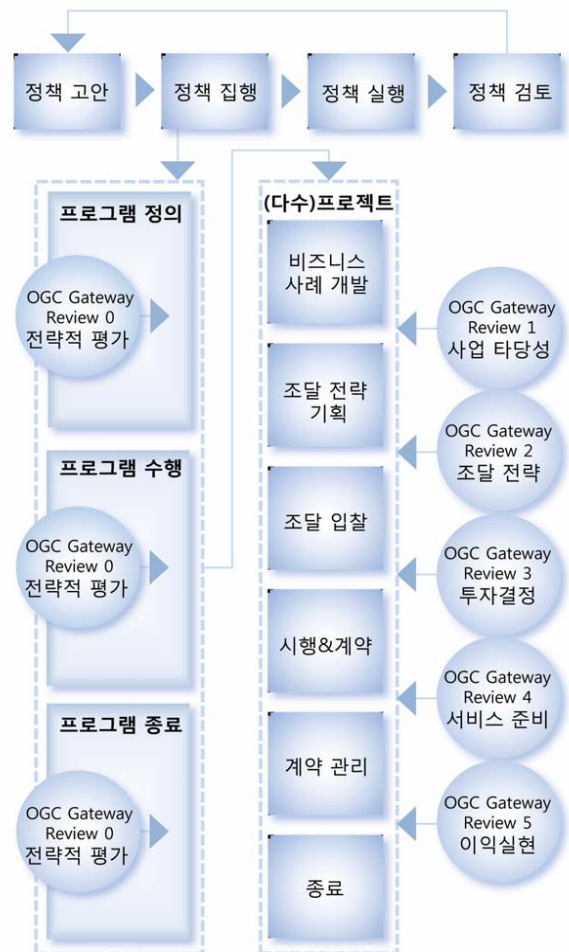 정책 고안
정책 집행
정책 실행
정책 검토
프로그램 정의
OGC Gateway
Review 0
전략적 평가
프로그램 수행
OGC Gateway
Review 0
전략적 평가
프로그램 종료
OGC Gateway
Review 0
전략적 평가
(다수)프로젝트
비즈니스
사례 개발
OGC Gateway
Review 1
사업 타당성
조달 전략
기획
OGC Gateway
Review 2
조달 전략
조달 입찰
OGC Gateway
Review 3
투자결정
시행&계약
OGC Gateway
Review 4
서비스 준비
계약 관리
OGC Gateway
Review 5
이익실현
종료